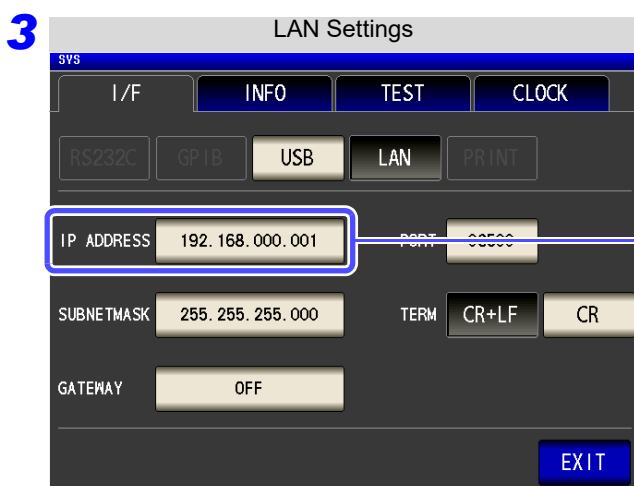 3 LAN Settings
SYS
I/F INFO TEST CLOCK
RS232C GPIB USB LAN PRINT
IP ADDRESS 192.168.000.001 PORT
SUBNETMASK 255.255.255.000 TERM CR+LF CR
GATEWAY OFF
EXIT